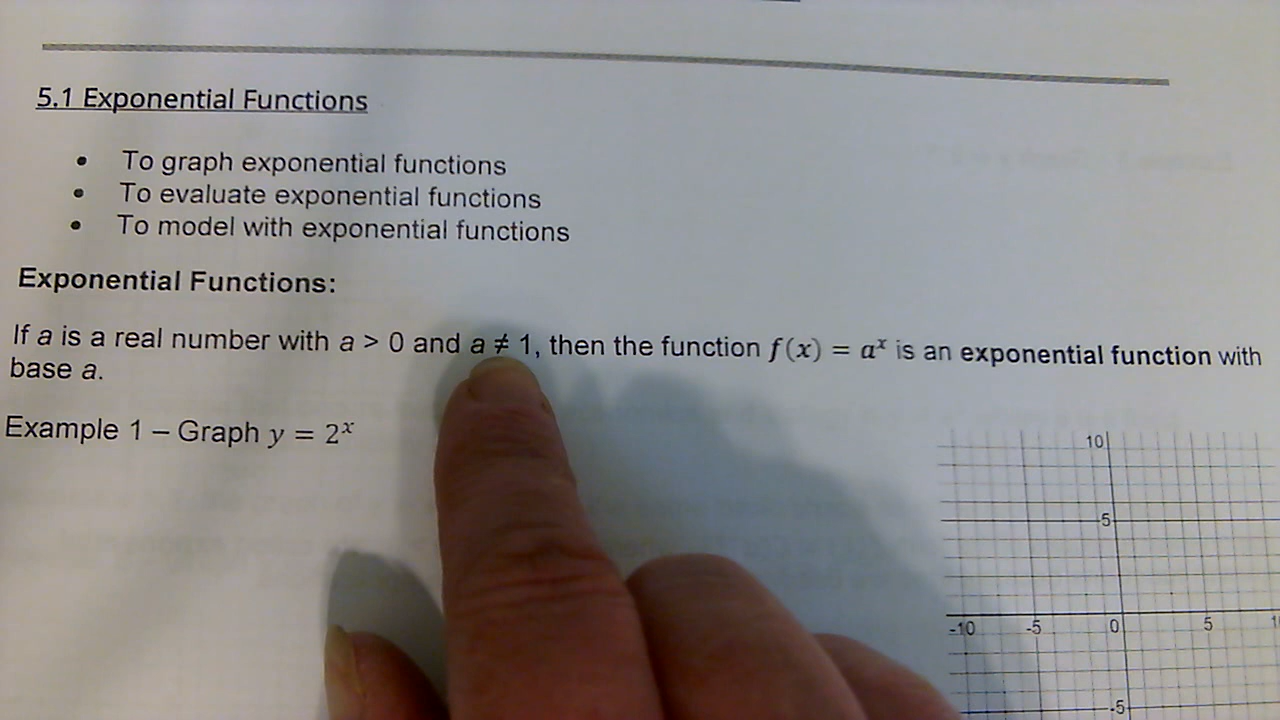 5.1 Exponential Functions
• To graph exponential functions
• To evaluate exponential functions
• To model with exponential functions
Exponential Functions:
If a is a real number with a > 0 and a ≠ 1, then the function f(x) = aˣ is an exponential function with
base a.
Example 1 – Graph y = 2ˣ
10
5
-10 -5 0 5
-5